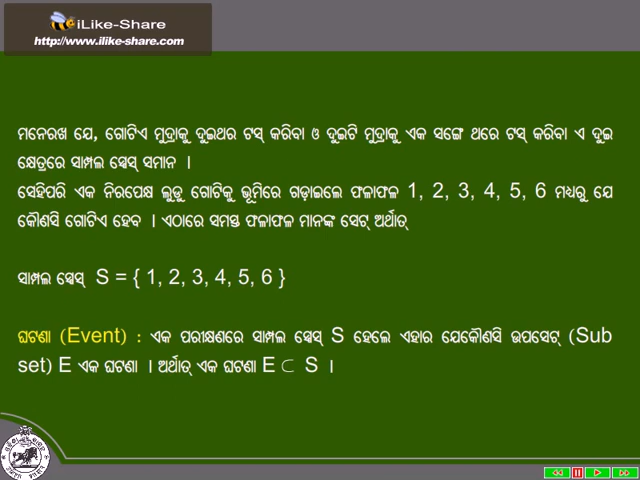 iLike-Share
http://www.ilike-share.com
ମନେରଖ ଯେ, ଗୋଟିଏ ମୁଦ୍ରାକୁ ଦୁଇଥର ଟସ୍ କରିବା ଓ ଦୁଇଟି ମୁଦ୍ରାକୁ ଏକ ସଙ୍ଗେ ଥରେ ଟସ୍ କରିବା ଏ ଦୁଇ
କ୍ଷେତ୍ରରେ ସାମ୍ପଲ ସ୍ପେସ୍ ସମାନ ।
ସେହିପରି ଏକ ନିରପେକ୍ଷ ଲୁଡୁ ଗୋଟିକୁ ଭୂମିରେ ଗଡ଼ାଇଲେ ଫଳାଫଳ 1, 2, 3, 4, 5, 6 ମଧ୍ୟରୁ ଯେ
କୌଣସି ଗୋଟିଏ ହେବ । ଏଠାରେ ସମସ୍ତ ଫଳାଫଳ ମାନଙ୍କ ସେଟ୍ ଅର୍ଥାତ୍
ସାମ୍ପଲ ସ୍ପେସ୍ S = { 1, 2, 3, 4, 5, 6 }
ଘଟଣା (Event) : ଏକ ପରୀକ୍ଷଣରେ ସାମ୍ପଲ ସ୍ପେସ୍ S ହେଲେ ଏହାର ଯେକୌଣସି ଉପସେଟ୍ (Sub
set) E ଏକ ଘଟଣା । ଅର୍ଥାତ୍ ଏକ ଘଟଣା E ⊂ S ।